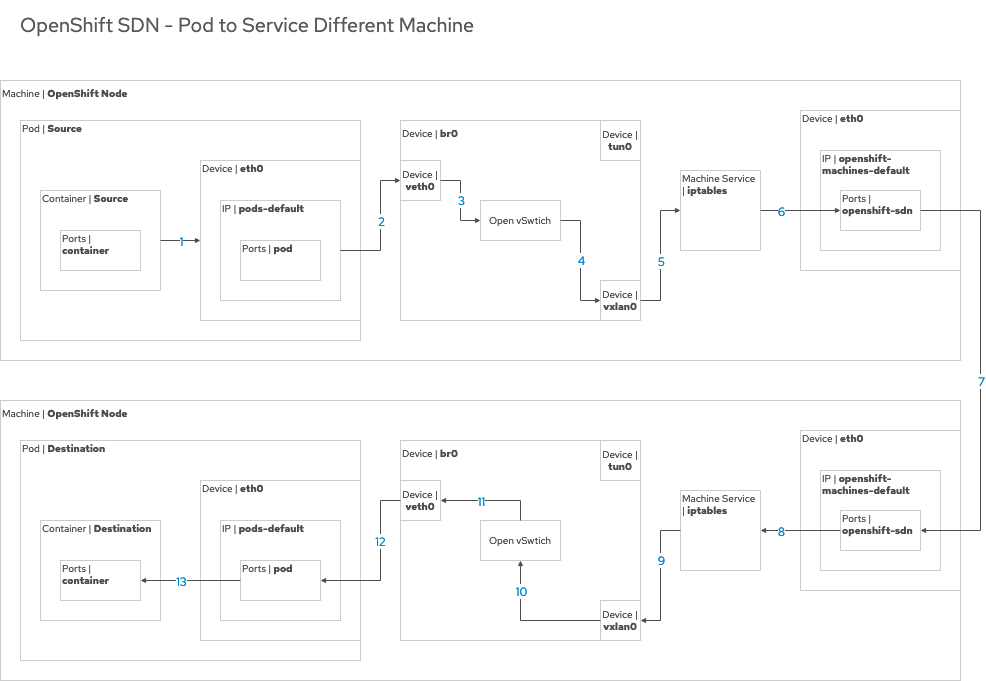 OpenShift SDN - Pod to Service Different Machine
Machine | OpenShift Node
Pod | Source
Container | Source
Ports |
container
1
Device | eth0
IP | pods-default
Ports | pod
2
Device | br0
Device |
tun0
Device |
veth0
3
Open vSwtich
4
Device |
vxlan0
5
Machine Service
| iptables
6
Device | eth0
IP | openshift-
machines-default
Ports |
openshift-sdn
7
Machine | OpenShift Node
Pod | Destination
Container | Destination
Ports |
container
13
Device | eth0
IP | pods-default
Ports | pod
12
Device | br0
Device |
tun0
Device |
veth0
11
Open vSwtich
10
Device |
vxlan0
9
Machine Service
| iptables
8
Device | eth0
IP | openshift-
machines-default
Ports |
openshift-sdn